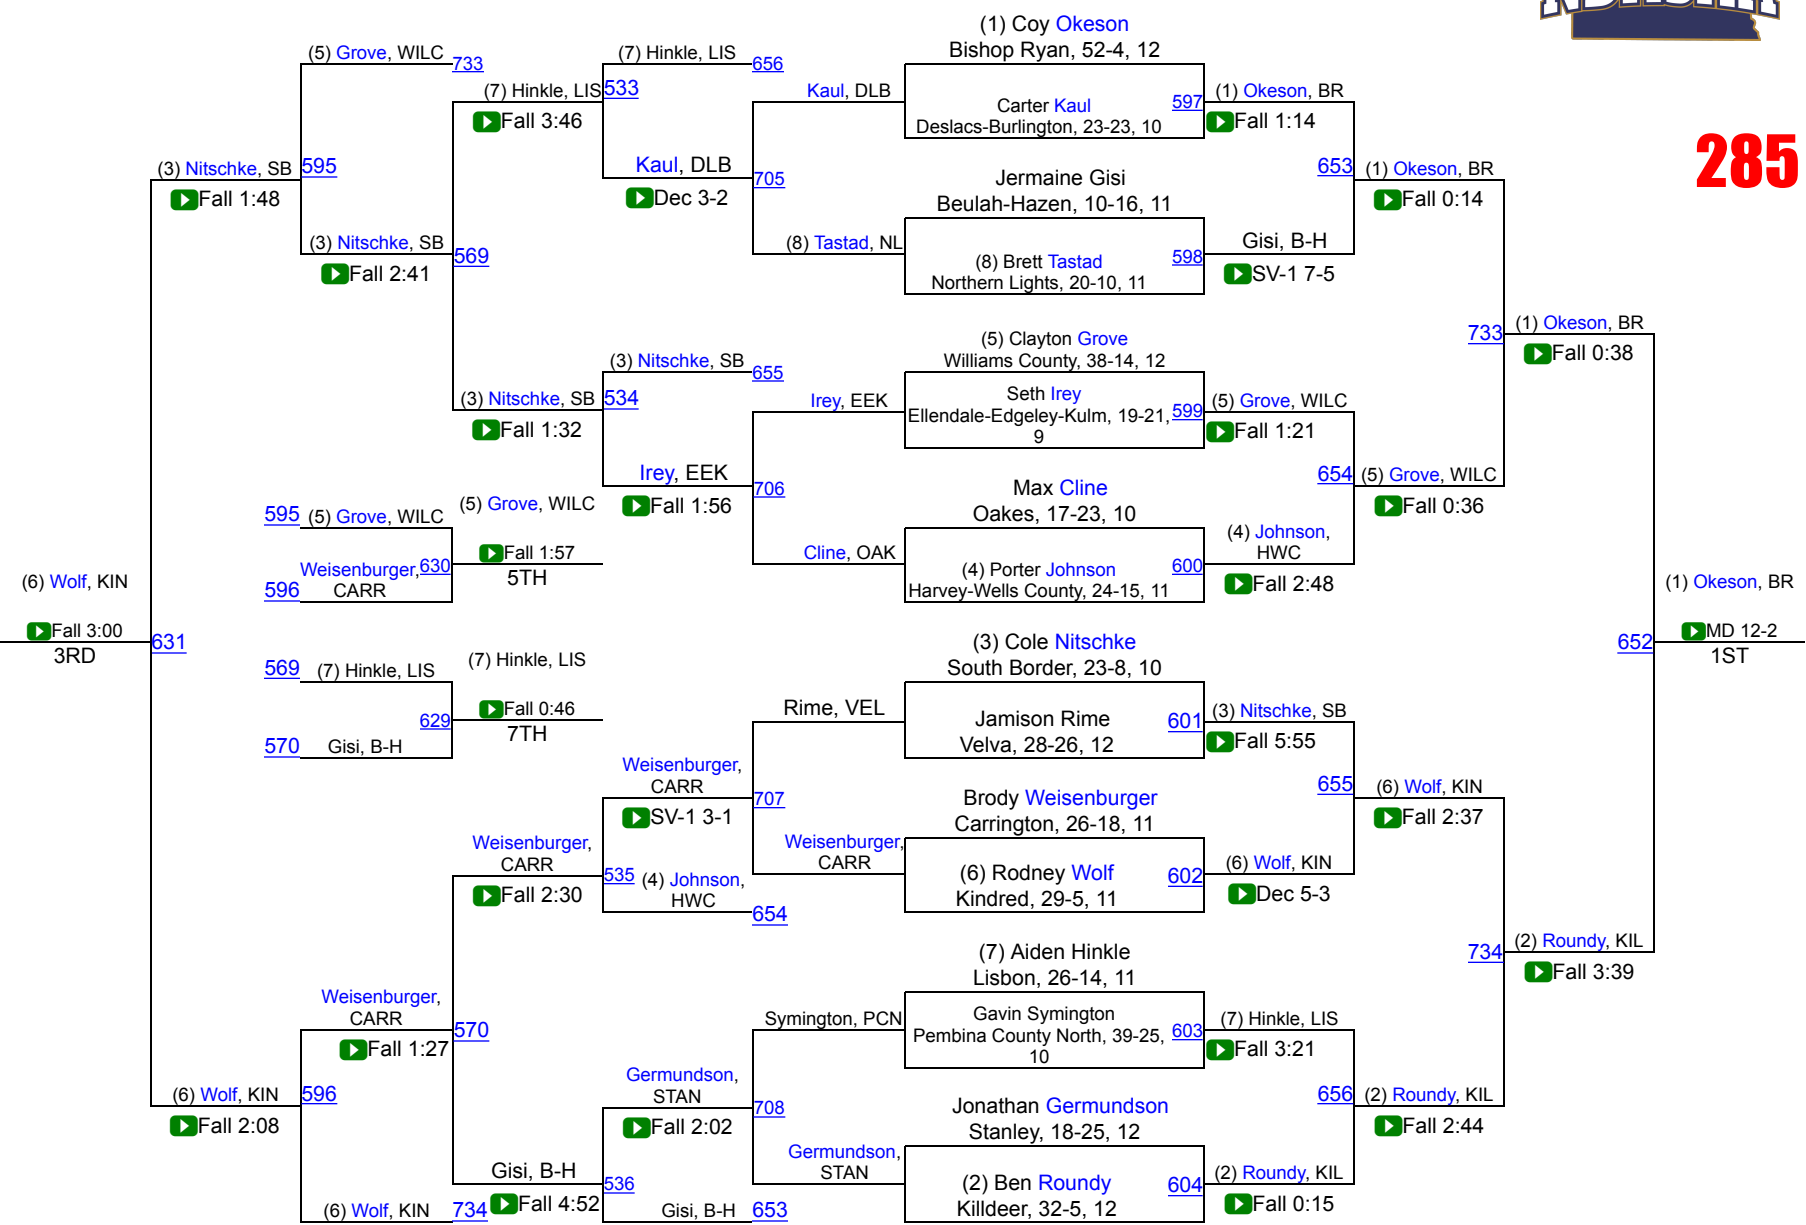 NDHSAA
285
(5) Grove, WILC
733
(7) Hinkle, LIS
533
Fall 3:46
(7) Hinkle, LIS
656
Kaul, DLB
Dec 3-2
705
Kaul, DLB
(8) Tastad, NL
(3) Nitschke, SB
595
Fall 1:48
(3) Nitschke, SB
569
Fall 2:41
(3) Nitschke, SB
534
Fall 1:32
(3) Nitschke, SB
655
Irey, EEK
Fall 1:56
706
Irey, EEK
Cline, OAK
595
(5) Grove, WILC
596
Weisenburger,
CARR
630
(5) Grove, WILC
Fall 1:57
5TH
(6) Wolf, KIN
Fall 3:00
3RD
631
569
(7) Hinkle, LIS
570
Gisi, B-H
629
(7) Hinkle, LIS
Fall 0:46
7TH
Rime, VEL
Weisenburger,
CARR
707
SV-1 3-1
Weisenburger,
CARR
Weisenburger,
CARR
535
Fall 2:30
(4) Johnson,
HWC
654
Weisenburger,
CARR
570
Fall 1:27
(6) Wolf, KIN
596
Fall 2:08
Symington, PCN
Germundson,
STAN
708
Fall 2:02
Germundson,
STAN
Gisi, B-H
536
Fall 4:52
(6) Wolf, KIN
734
Gisi, B-H
653
(1) Coy Okeson
Bishop Ryan, 52-4, 12
Carter Kaul
Deslacs-Burlington, 23-23, 10
597
(1) Okeson, BR
Fall 1:14
Jermaine Gisi
Beulah-Hazen, 10-16, 11
(8) Brett Tastad
Northern Lights, 20-10, 11
598
Gisi, B-H
SV-1 7-5
653
(1) Okeson, BR
Fall 0:14
(5) Clayton Grove
Williams County, 38-14, 12
Seth Irey
Ellendale-Edgeley-Kulm, 19-21,
9
599
(5) Grove, WILC
Fall 1:21
Max Cline
Oakes, 17-23, 10
(4) Porter Johnson
Harvey-Wells County, 24-15, 11
600
(4) Johnson,
HWC
Fall 2:48
654
(5) Grove, WILC
Fall 0:36
733
(1) Okeson, BR
Fall 0:38
(3) Cole Nitschke
South Border, 23-8, 10
Jamison Rime
Velva, 28-26, 12
601
(3) Nitschke, SB
Fall 5:55
Brody Weisenburger
Carrington, 26-18, 11
(6) Rodney Wolf
Kindred, 29-5, 11
602
(6) Wolf, KIN
Dec 5-3
655
(6) Wolf, KIN
Fall 2:37
(7) Aiden Hinkle
Lisbon, 26-14, 11
Gavin Symington
Pembina County North, 39-25,
10
603
(7) Hinkle, LIS
Fall 3:21
Jonathan Germundson
Stanley, 18-25, 12
(2) Ben Roundy
Killdeer, 32-5, 12
604
(2) Roundy, KIL
Fall 0:15
656
(2) Roundy, KIL
Fall 2:44
734
(2) Roundy, KIL
Fall 3:39
652
(1) Okeson, BR
MD 12-2
1ST